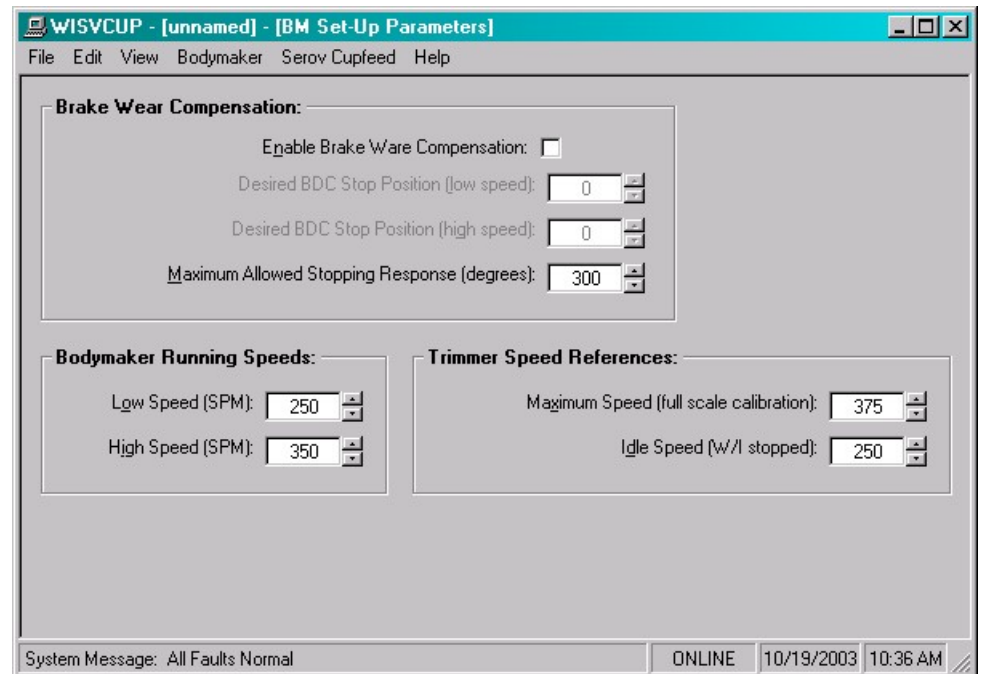 WISVCUP - [unnamed] - [BM Set-Up Parameters]
File Edit View Bodymaker Serov Cupfeed Help
Brake Wear Compensation:
Enable Brake Ware Compensation:
Desired BDC Stop Position (low speed): 0
Desired BDC Stop Position (high speed): 0
Maximum Allowed Stopping Response (degrees): 300
Bodymaker Running Speeds:
Low Speed (SPM): 250
High Speed (SPM): 350
Trimmer Speed References:
Maximum Speed (full scale calibration): 375
Idle Speed (W/I stopped): 250
System Message: All Faults Normal ONLINE 10/19/2003 10:36 AM